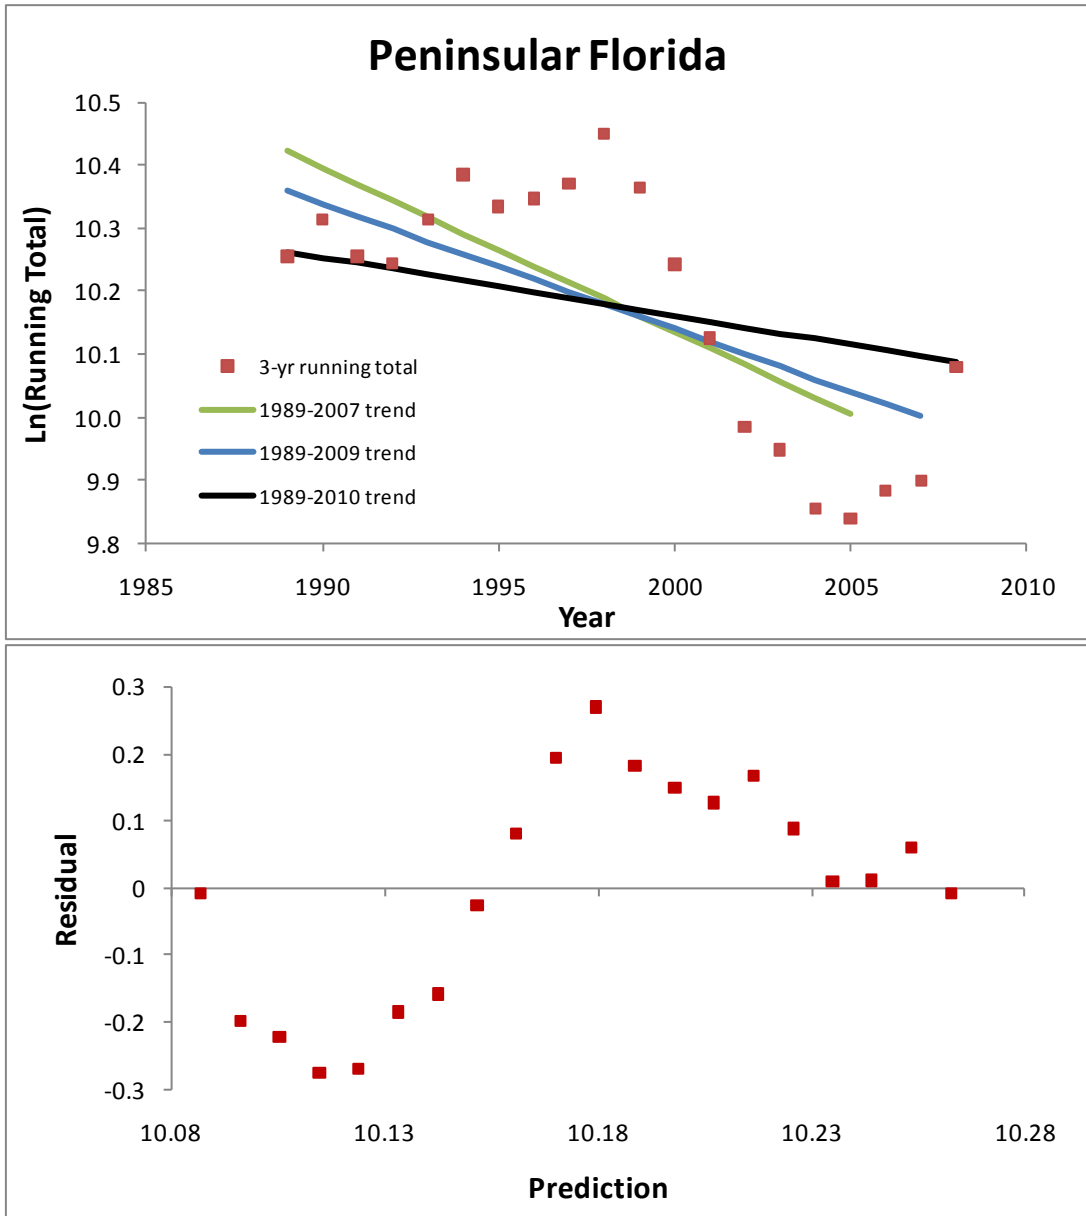 Peninsular Florida
10.5
10.4
10.3
10.2
10.1
10.0
9.9
9.8
Ln(Running Total)
3-yr running total
1989-2007 trend
1989-2009 trend
1989-2010 trend
1985 1990 1995 2000 2005 2010
Year
0.3
0.2
0.1
0
-0.1
-0.2
-0.3
Residual
10.08 10.13 10.18 10.23 10.28
Prediction